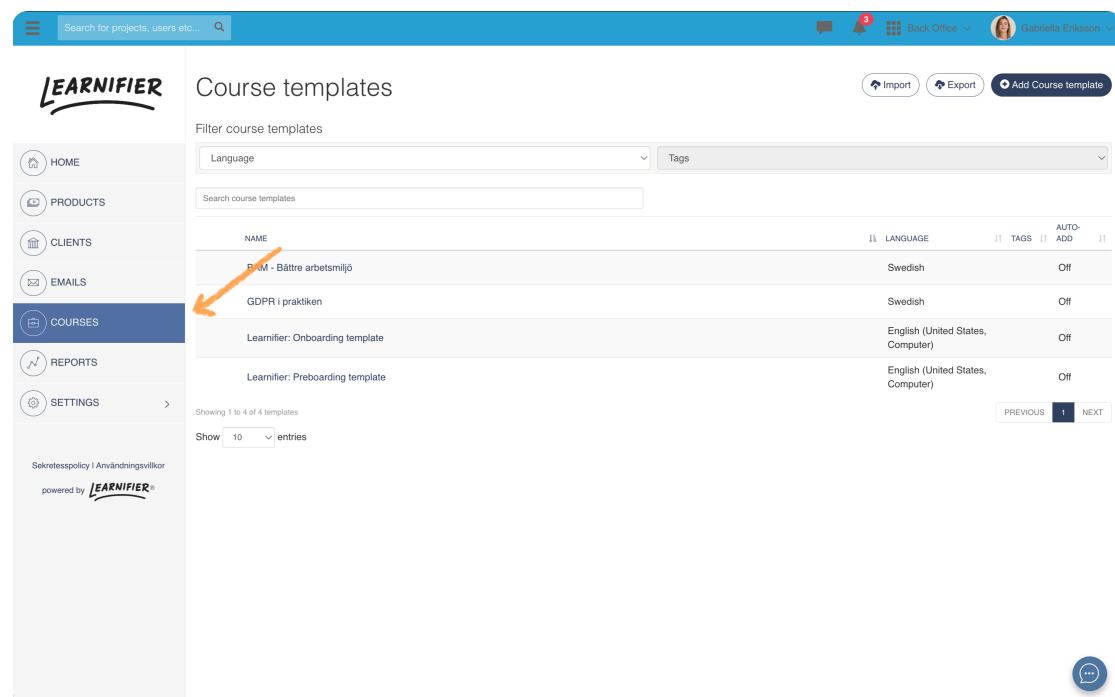 Search for projects, users etc...
3
Back Office
Gabriella Eriksson
LEARNIFIER
Course templates
Import
Export
Add Course template
Filter course templates
Language
Tags
Search course templates
HOME
PRODUCTS
CLIENTS
EMAILS
COURSES
REPORTS
SETTINGS
NAME
LANGUAGE
TAGS
AUTO-
ADD
BAM - Bättre arbetsmiljö
Swedish
Off
GDPR i praktiken
Swedish
Off
Learnifier: Onboarding template
English (United States,
Computer)
Off
Learnifier: Preboarding template
English (United States,
Computer)
Off
Showing 1 to 4 of 4 templates
PREVIOUS
1
NEXT
Show 10 entries
Sekretesspolicy | Användningsvillkor
powered by LEARNIFIER®